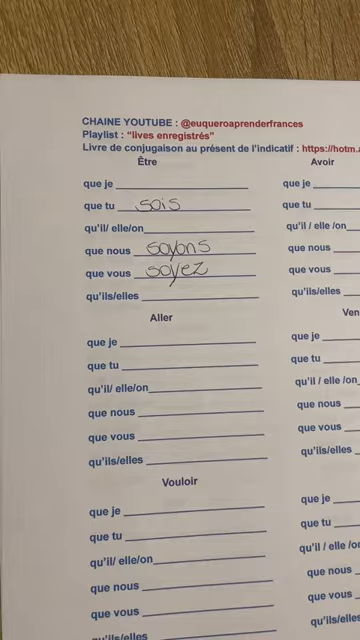 CHAINE YOUTUBE : @euqueroaprenderfrances
Playlist : "lives enregistrés"
Livre de conjugaison au présent de l'indicatif : https://hotm.
Être
que je
que tu sois
qu'il/ elle/on
que nous soyons
que vous soyez
qu'ils/elles
Avoir
que je
que tu
qu'il / elle /on
que nous
que vous
qu'ils/elles
Aller
que je
que tu
qu'il/ elle/on
que nous
que vous
qu'ils/elles
Ven
que je
que tu
qu'il / elle /on
que nous
que vous
qu'ils/elles
Vouloir
que je
que tu
qu'il/ elle/on
que nous
que vous
qu'ils/elles
que je
que tu
qu'il / elle /on
que nous
que vous
qu'ils/elles